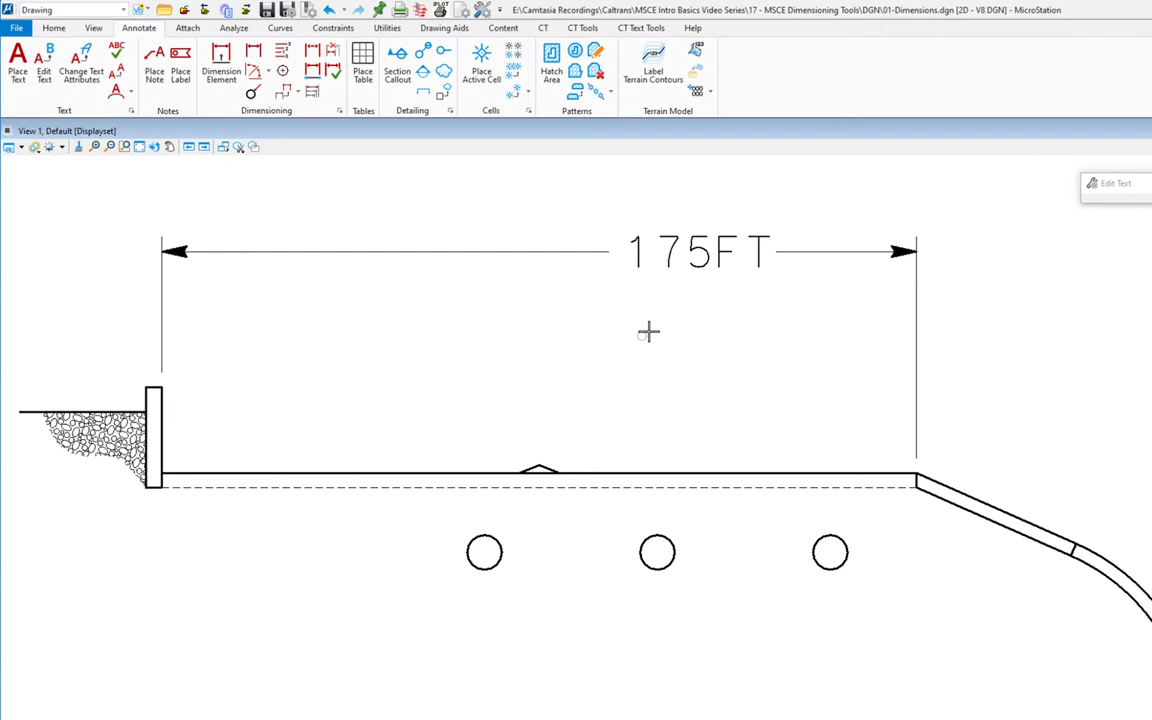 Drawing
E:\Camtasia Recordings\Caltrans\MSCE Intro Basics Video Series\17 - MSCE Dimensioning Tools\DGN\01-Dimensions.dgn [2D - V8 DGN] - MicroStation
File Home View Annotate Attach Analyze Curves Constraints Utilities Drawing Aids Content CT CT Tools CT Text Tools Help
Place Text
Edit Text
Change Text Attributes
ABC
Place Note
Place Label
Dimension Element
Place Table
Section Callout
Place Active Cell
Hatch Area
Label Terrain Contours
Text Notes Dimensioning Tables Detailing Cells Patterns Terrain Model
View 1, Default [Displayset]
Edit Text
175FT